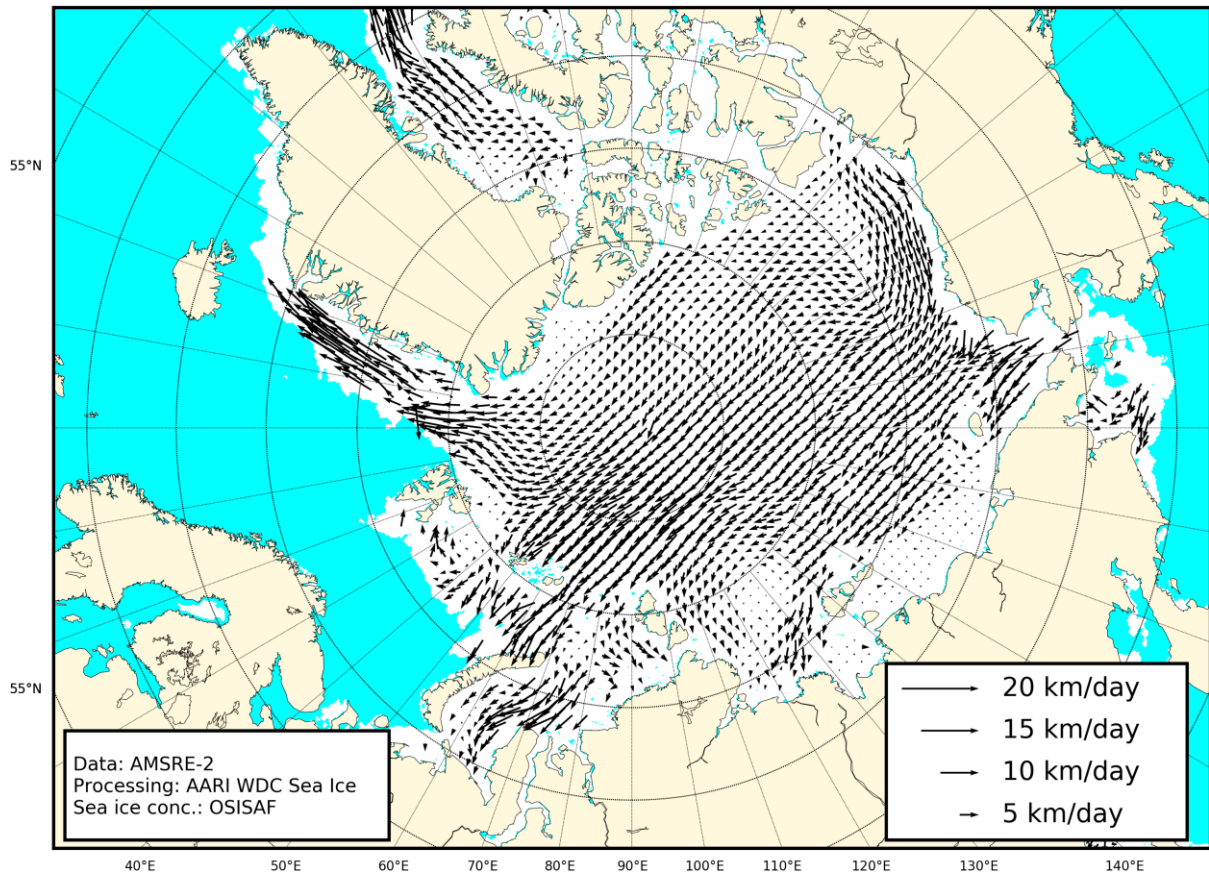 55°N
55°N
20 km/day
15 km/day
10 km/day
5 km/day
Data: AMSRE-2
Processing: AARI WDC Sea Ice
Sea ice conc.: OSISAF
40°E 50°E 60°E 70°E 80°E 90°E 100°E 110°E 120°E 130°E 140°E